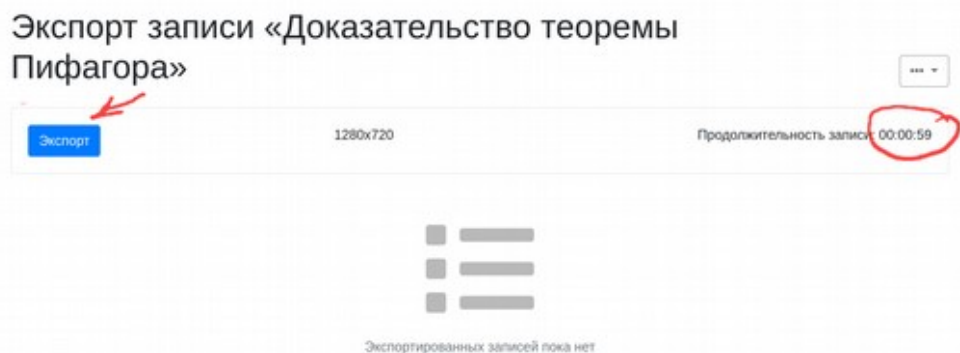 Экспорт записи «Доказательство теоремы
Пифагора»
Экспорт
1280x720
Продолжительность записи: 00:00:59
Экспортированных записей пока нет